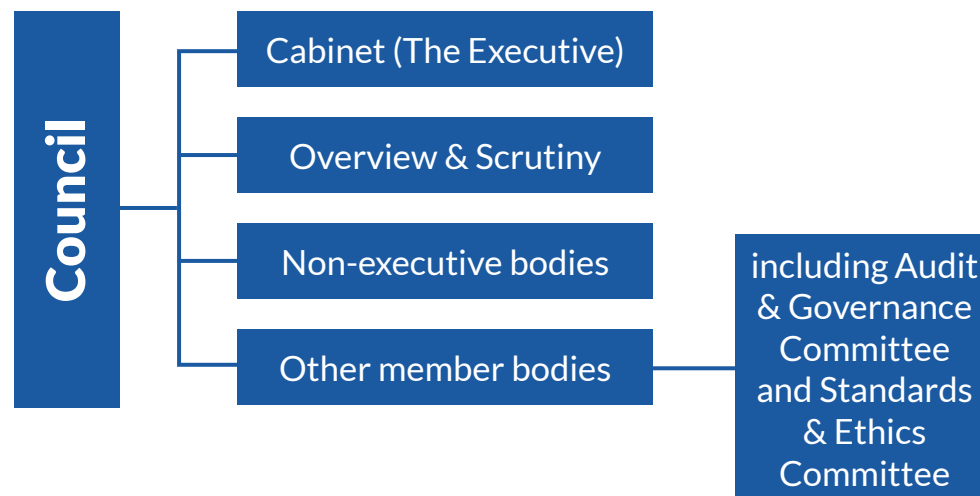 Council
Cabinet (The Executive)
Overview & Scrutiny
Non-executive bodies
Other member bodies
including Audit
& Governance
Committee
and Standards
& Ethics
Committee